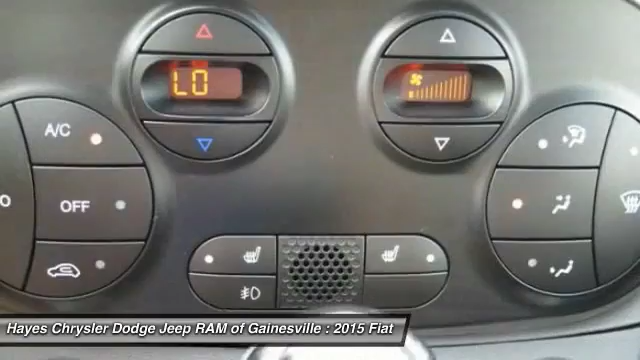 LO
A/C
O
OFF
Hayes Chrysler Dodge Jeep RAM of Gainesville : 2015 Fiat